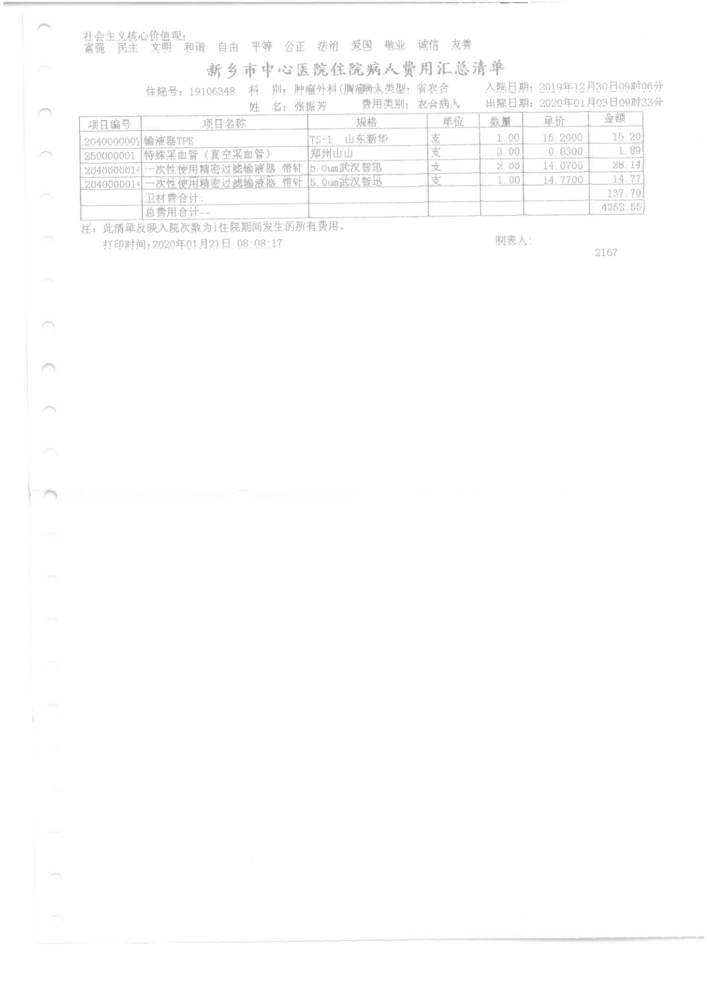 社会主义核心价值观：
富强 民主 文明 和谐 自由 平等 公正 法治 爱国 敬业 诚信 友善
新乡市中心医院住院病人费用汇总清单
住院号：19106348 科 别：肿瘤外科(胸瘤病人类型：省农合 入院日期：2019年12月30日09时06分
姓 名：张振芳 费用类别：农合病人 出院日期：2020年01月03日09时33分
项目编号 项目名称 规格 单位 数量 单价 金额
204000000 输液器TPE TS-1 山东新华 支 1.00 15.2000 15.20
350000001 特殊采血管（真空采血管） 郑州山山 支 3.00 0.6300 1.89
204000001 一次性使用精密过滤输液器 带针 5.0um武汉智迅 支 2.00 14.0700 28.14
204000001 一次性使用精密过滤输液器 带针 5.0um武汉智迅 支 1.00 14.7700 14.77
卫材费合计： 137.70
总费用合计--- 4353.55
注：此清单反映入院次数为1住院期间发生的所有费用。
打印时间：2020年01月21日 08:08:17 制表人：
2167